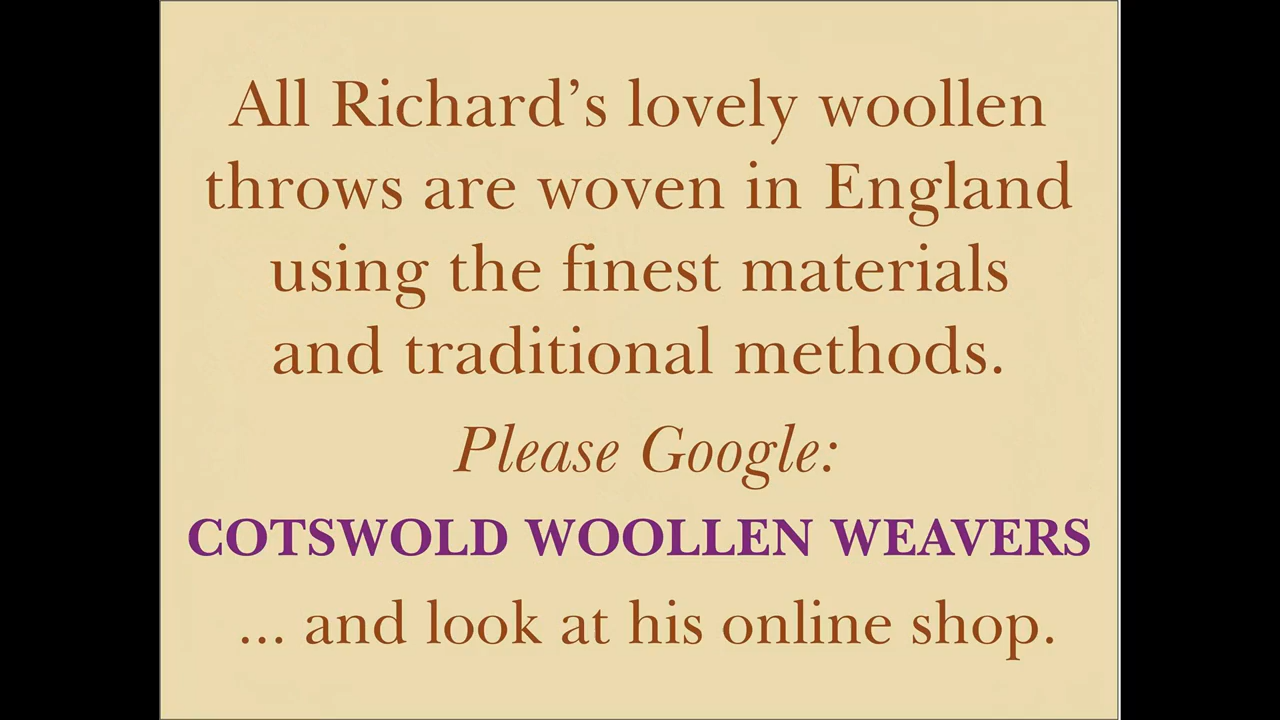 All Richard’s lovely woollen
throws are woven in England
using the finest materials
and traditional methods.
Please Google:
COTSWOLD WOOLLEN WEAVERS
... and look at his online shop.